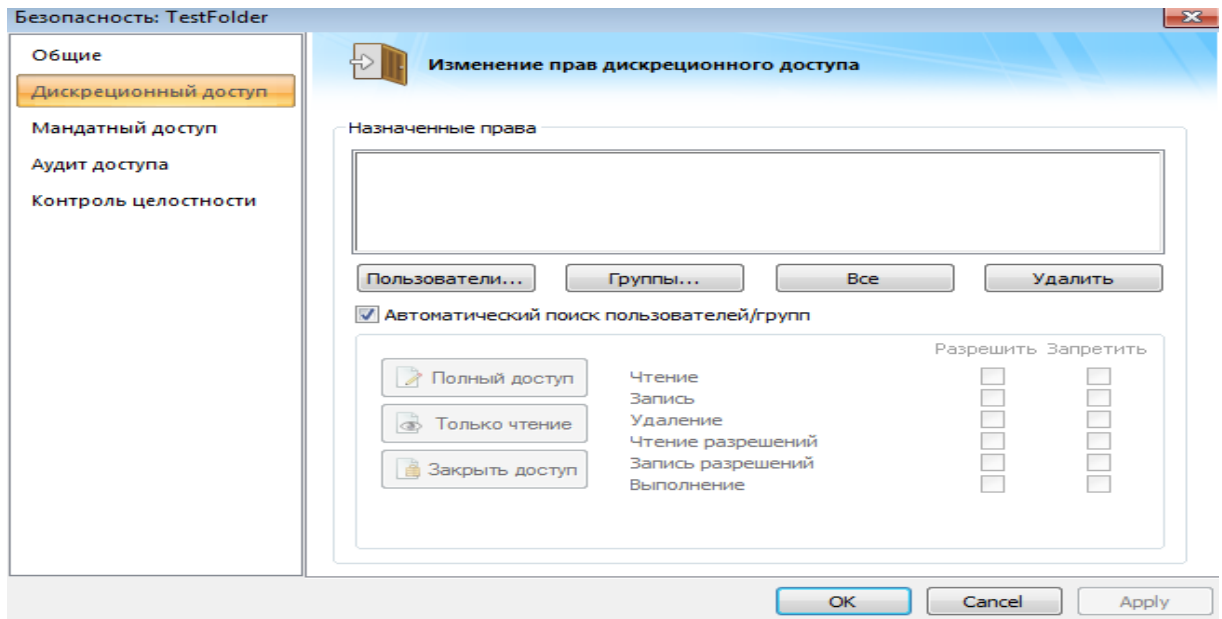 Безопасность: TestFolder
Общие
Дискреционный доступ
Мандатный доступ
Аудит доступа
Контроль целостности
Изменение прав дискреционного доступа
Назначенные права
Пользователи... Группы... Все Удалить
Автоматический поиск пользователей/групп
Разрешить Запретить
Полный доступ
Только чтение
Закрыть доступ
Чтение
Запись
Удаление
Чтение разрешений
Запись разрешений
Выполнение
OK Cancel Apply